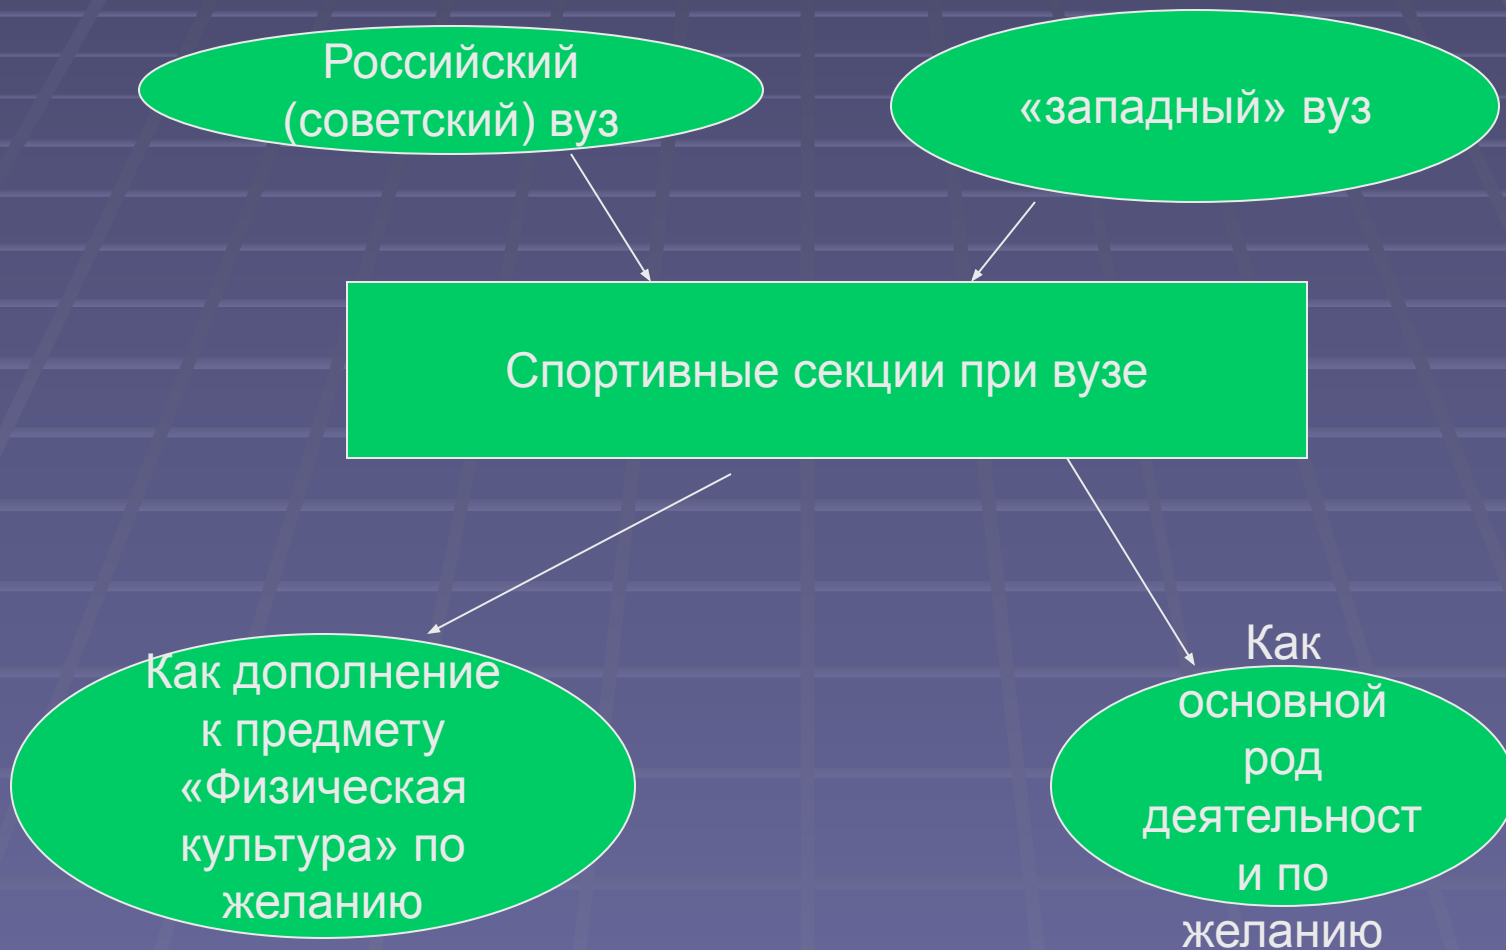 Российский
(советский) вуз
«западный» вуз
Спортивные секции при вузе
Как дополнение
к предмету
«Физическая
культура» по
желанию
Как
основной
род
деятельност
и по
желанию